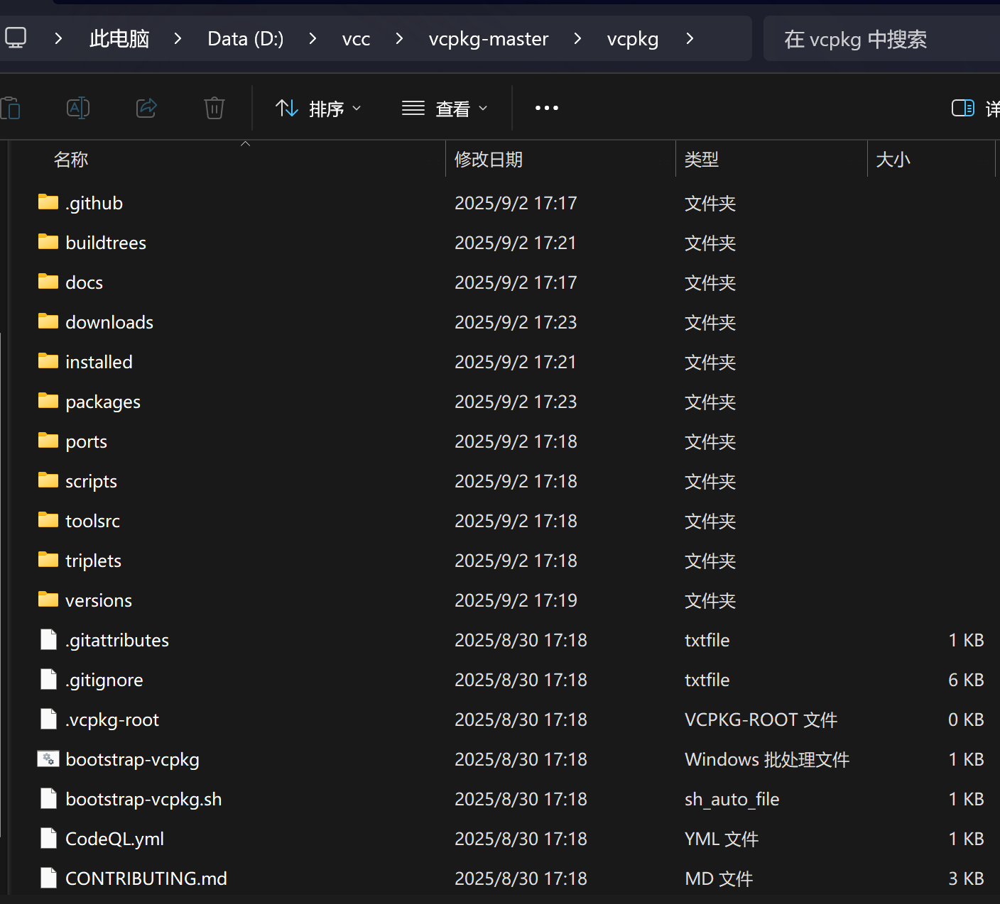 此电脑 Data (D:) vcc vcpkg-master vcpkg 在 vcpkg 中搜索
排序 查看 详
名称 修改日期 类型 大小
.github 2025/9/2 17:17 文件夹
buildtrees 2025/9/2 17:21 文件夹
docs 2025/9/2 17:17 文件夹
downloads 2025/9/2 17:23 文件夹
installed 2025/9/2 17:21 文件夹
packages 2025/9/2 17:23 文件夹
ports 2025/9/2 17:18 文件夹
scripts 2025/9/2 17:18 文件夹
toolsrc 2025/9/2 17:18 文件夹
triplets 2025/9/2 17:18 文件夹
versions 2025/9/2 17:19 文件夹
.gitattributes 2025/8/30 17:18 txtfile 1 KB
.gitignore 2025/8/30 17:18 txtfile 6 KB
.vcpkg-root 2025/8/30 17:18 VCPKG-ROOT 文件 0 KB
bootstrap-vcpkg 2025/8/30 17:18 Windows 批处理文件 1 KB
bootstrap-vcpkg.sh 2025/8/30 17:18 sh_auto_file 1 KB
CodeQL.yml 2025/8/30 17:18 YML 文件 1 KB
CONTRIBUTING.md 2025/8/30 17:18 MD 文件 3 KB